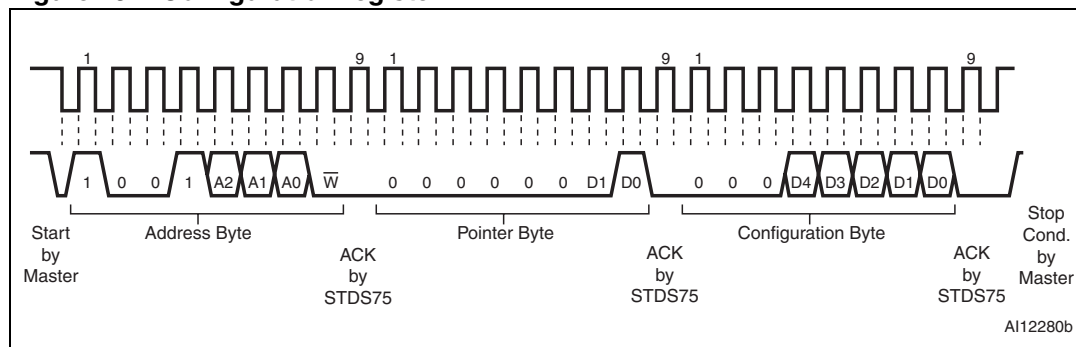 1 9 1 9 1 9
1 0 0 1 A2 A1 A0 W 0 0 0 0 0 0 D1 D0 0 0 0 D4 D3 D2 D1 D0
Start
by
Master
Address Byte
ACK
by
STDS75
Pointer Byte
ACK
by
STDS75
Configuration Byte
ACK
by
STDS75
Stop
Cond.
by
Master
AI12280b